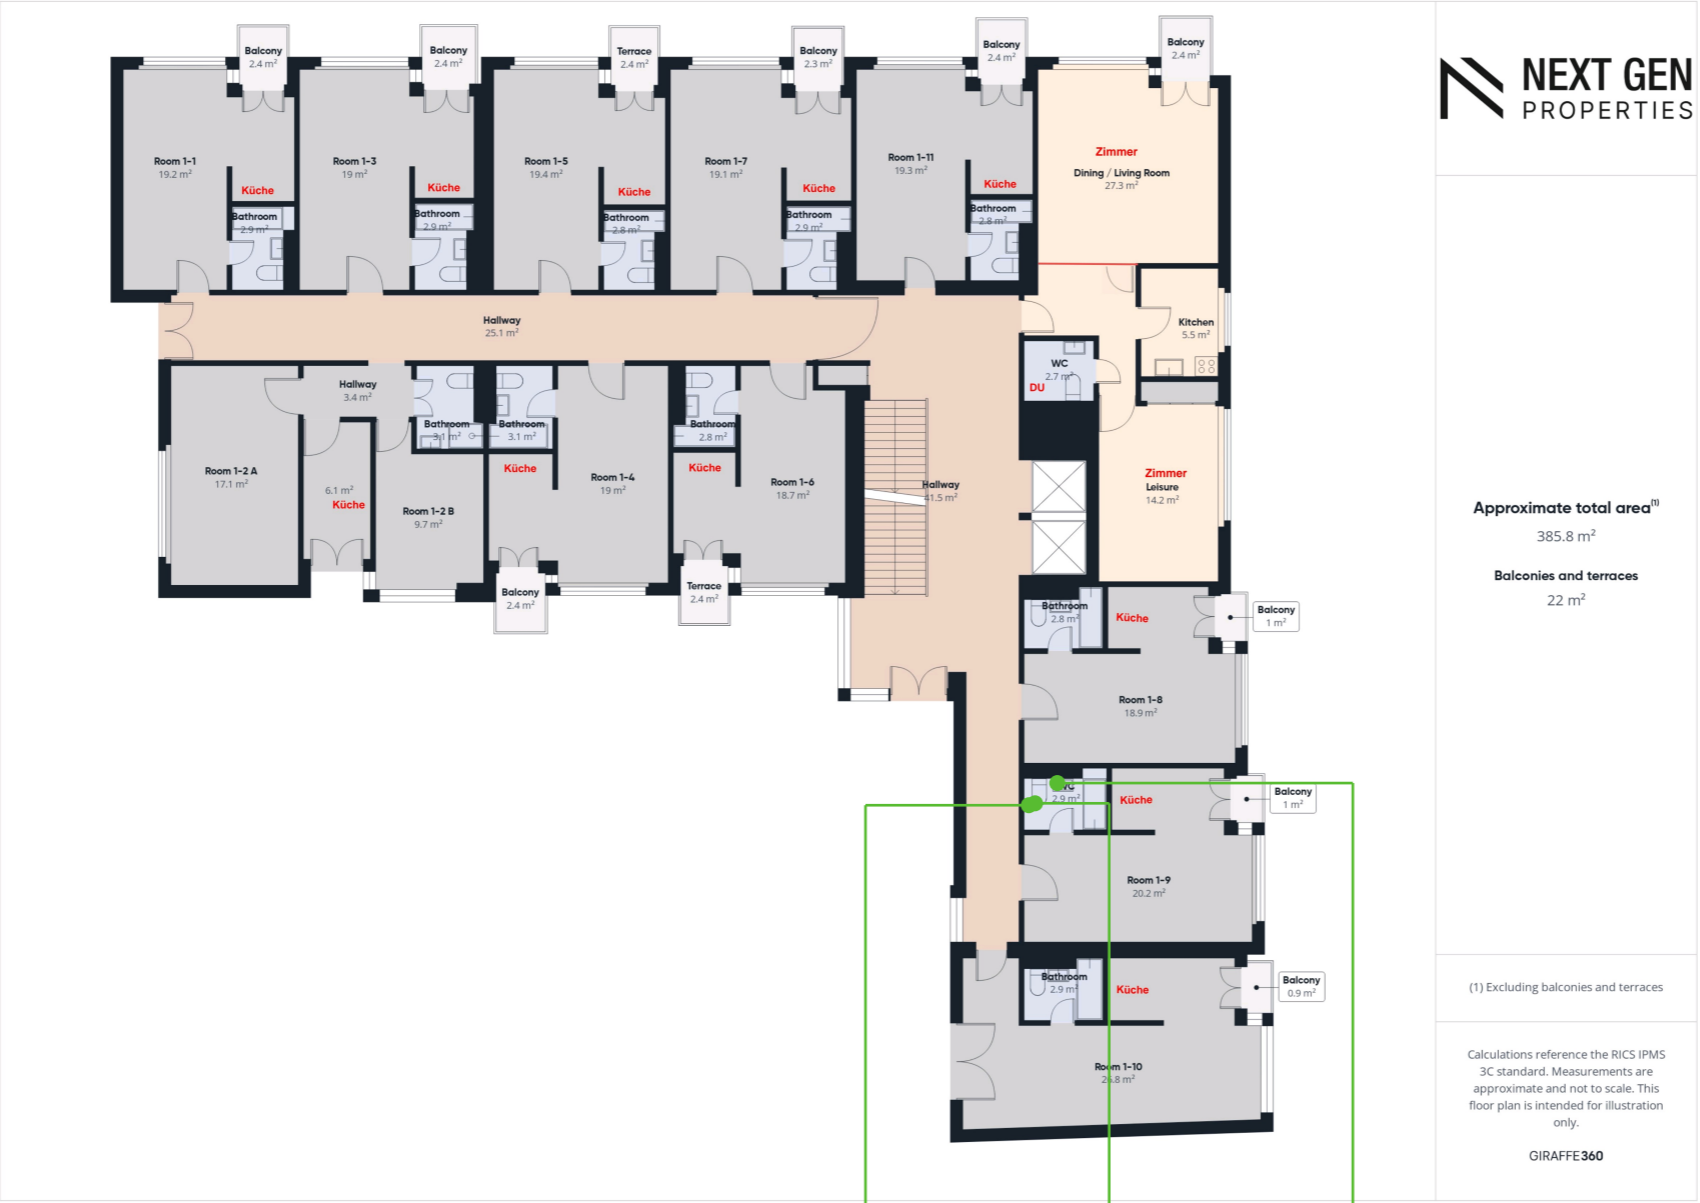 Balcony
2.4 m²
Balcony
2.4 m²
Terrace
2.4 m²
Balcony
2.3 m²
Balcony
2.4 m²
Balcony
2.4 m²
NEXT GEN
PROPERTIES
Room 1-1
19.2 m²
Küche
Bathroom
2.9 m²
Room 1-3
19 m²
Küche
Bathroom
2.9 m²
Room 1-5
19.4 m²
Küche
Bathroom
2.8 m²
Room 1-7
19.1 m²
Küche
Bathroom
2.9 m²
Room 1-11
19.3 m²
Küche
Bathroom
2.8 m²
Zimmer
Dining / Living Room
27.3 m²
Hallway
25.1 m²
Kitchen
5.5 m²
WC
2.7 m²
DU
Hallway
3.4 m²
Bathroom
3.1 m²
Bathroom
3.1 m²
Bathroom
2.8 m²
Room 1-2 A
17.1 m²
6.1 m²
Küche
Room 1-2 B
9.7 m²
Küche
Room 1-4
19 m²
Küche
Room 1-6
18.7 m²
Hallway
41.5 m²
Zimmer
Leisure
14.2 m²
Balcony
2.4 m²
Terrace
2.4 m²
Bathroom
2.8 m²
Küche
Balcony
1 m²
Room 1-8
18.9 m²
WC
2.9 m²
Küche
Balcony
1 m²
Room 1-9
20.2 m²
Bathroom
2.9 m²
Küche
Balcony
0.9 m²
Room 1-10
26.8 m²
Approximate total area(1)
385.8 m²
Balconies and terraces
22 m²
(1) Excluding balconies and terraces
Calculations reference the RICS IPMS
3C standard. Measurements are
approximate and not to scale. This
floor plan is intended for illustration
only.
GIRAFFE360